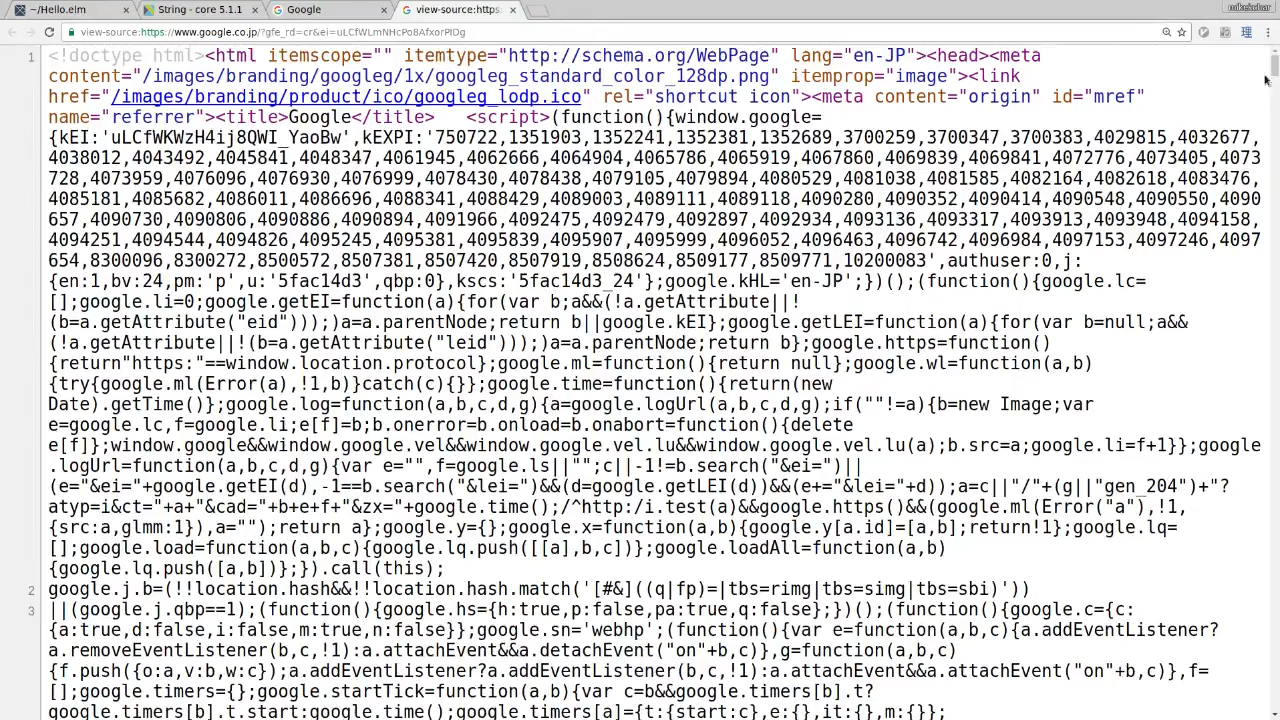 ~/Hello.elm
String - core 5.1.1
Google
view-source:https:
mikeschar
view-source:https://www.google.co.jp/?gfe_rd=cr&ei=uLCfWLmNHcPo8AfxorPIDg
1
<!doctype html><html itemscope="" itemtype="http://schema.org/WebPage" lang="en-JP"><head><meta
content="/images/branding/googleg/1x/googleg_standard_color_128dp.png" itemprop="image"><link
href="/images/branding/product/ico/googleg_lodp.ico" rel="shortcut icon"><meta content="origin" id="mref"
name="referrer"><title>Google</title>   <script>(function(){window.google=
{kEI:'uLCfWKWzH4ij8QWI_YaoBw',kEXPI:'750722,1351903,1352241,1352381,1352689,3700259,3700347,3700383,4029815,4032677,
4038012,4043492,4045841,4048347,4061945,4062666,4064904,4065786,4065919,4067860,4069839,4069841,4072776,4073405,4073
728,4073959,4076096,4076930,4076999,4078430,4078438,4079105,4079894,4080529,4081038,4081585,4082164,4082618,4083476,
4085181,4085682,4086011,4086696,4088341,4088429,4089003,4089111,4089118,4090280,4090352,4090414,4090548,4090550,4090
657,4090730,4090806,4090886,4090894,4091966,4092475,4092479,4092897,4092934,4093136,4093317,4093913,4093948,4094158,
4094251,4094544,4094826,4095245,4095381,4095839,4095907,4095999,4096052,4096463,4096742,4096984,4097153,4097246,4097
654,8300096,8300272,8500572,8507381,8507420,8507919,8508624,8509177,8509771,10200083',authuser:0,j:
{en:1,bv:24,pm:'p',u:'5fac14d3',qbp:0},kscs:'5fac14d3_24'};google.kHL='en-JP';})();(function(){google.lc=
[];google.li=0;google.getEI=function(a){for(var b;a&&(!a.getAttribute||!
(b=a.getAttribute("eid")));)a=a.parentNode;return b||google.kEI};google.getLEI=function(a){for(var b=null;a&&
(!a.getAttribute||!(b=a.getAttribute("leid")));)a=a.parentNode;return b};google.https=function()
{return"https:"==window.location.protocol};google.ml=function(){return null};google.wl=function(a,b)
{try{google.ml(Error(a),!1,b)}catch(c){}};google.time=function(){return(new
Date).getTime()};google.log=function(a,b,c,d,g){a=google.logUrl(a,b,c,d,g);if(""!=a){b=new Image;var
e=google.lc,f=google.li;e[f]=b;b.onerror=b.onload=b.onabort=function(){delete
e[f]};window.google&&window.google.vel&&window.google.vel.lu&&window.google.vel.lu(a);b.src=a;google.li=f+1}};google
.logUrl=function(a,b,c,d,g){var e="",f=google.ls||"";c||-1!=b.search("&ei=")||
(e="&ei="+google.getEI(d),-1==b.search("&lei=")&&(d=google.getLEI(d))&&(e+="&lei="+d));a=c||"/"+(g||"gen_204")+"?
atyp=i&ct="+a+"&cad="+b+e+f+"&zx="+google.time();/^http:/i.test(a)&&google.https()&&(google.ml(Error("a"),!1,
{src:a,glmm:1}),a="");return a};google.y={};google.x=function(a,b){google.y[a.id]=[a,b];return!1};google.lq=
[];google.load=function(a,b,c){google.lq.push([[a],b,c])};google.loadAll=function(a,b)
{google.lq.push([a,b])};}).call(this);
2
google.j.b=(!!location.hash&&!!location.hash.match('[#&]((q|fp)=|tbs=rimg|tbs=simg|tbs=sbi)'))
3
||(google.j.qbp==1);(function(){google.hs={h:true,p:false,pa:true,q:false};})();(function(){google.c={c:
{a:true,d:false,i:false,m:true,n:false}};google.sn='webhp';(function(){var e=function(a,b,c){a.addEventListener?
a.removeEventListener(b,c,!1):a.attachEvent&&a.detachEvent("on"+b,c)},g=function(a,b,c)
{f.push({o:a,v:b,w:c});a.addEventListener?a.addEventListener(b,c,!1):a.attachEvent&&a.attachEvent("on"+b,c)},f=
[];google.timers={};google.startTick=function(a,b){var c=b&&google.timers[b].t?
google.timers[b].t.start:google.time();google.timers[a]={t:{start:c},e:{},it:{},m:{}};